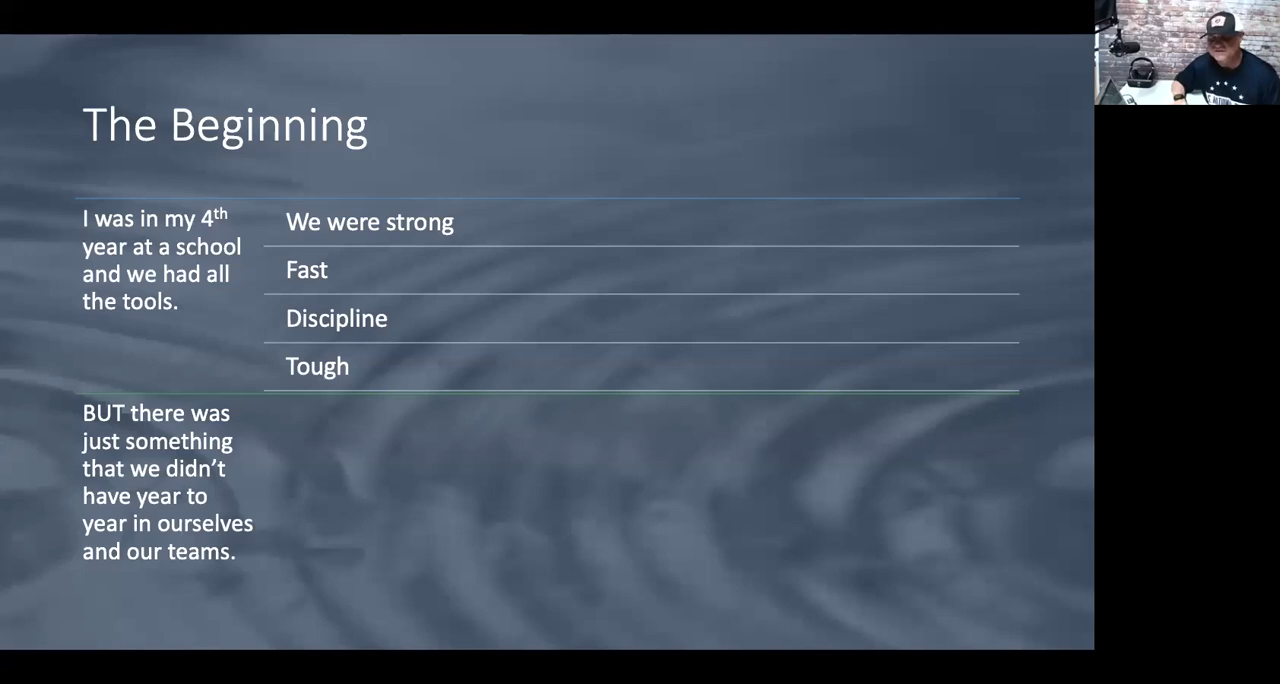 The Beginning
I was in my 4th
year at a school
and we had all
the tools.
We were strong
Fast
Discipline
Tough
BUT there was
just something
that we didn’t
have year to
year in ourselves
and our teams.